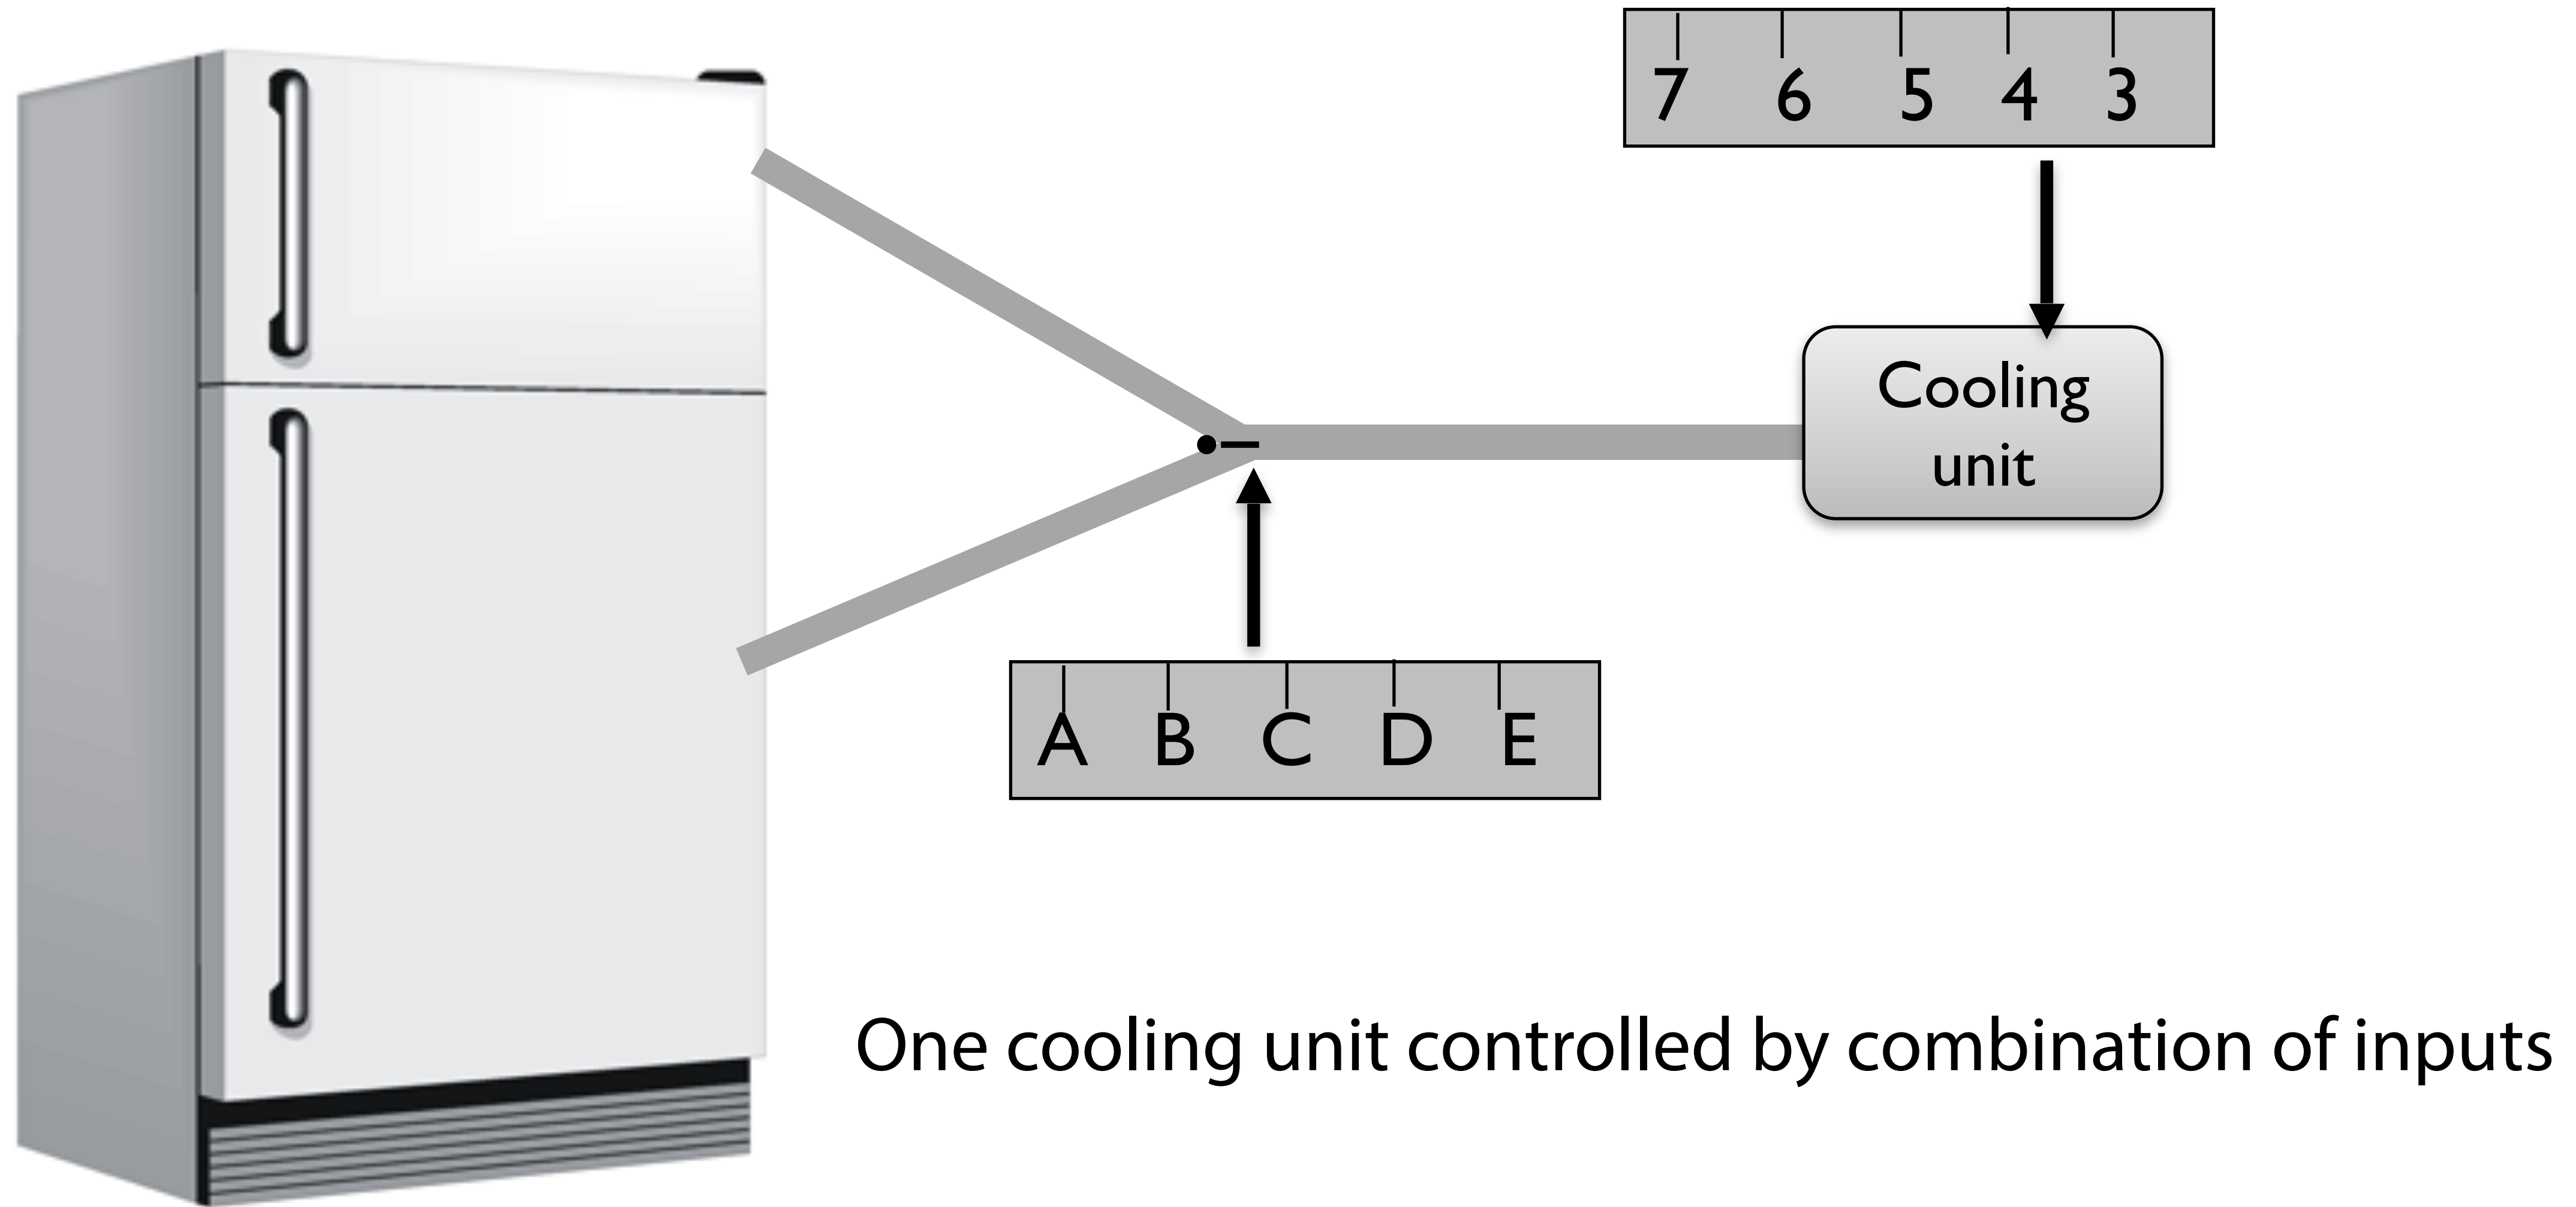 7 6 5 4 3
Cooling
unit
A B C D E
One cooling unit controlled by combination of inputs